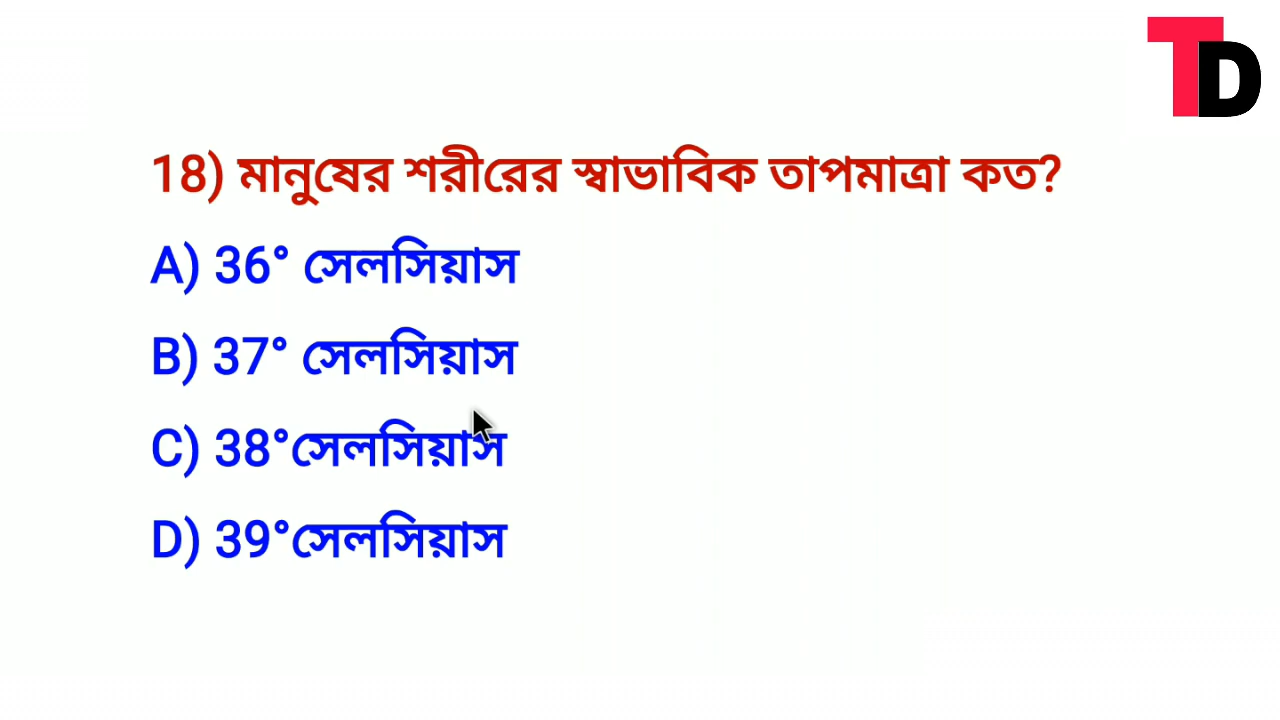 TD
18) মানুষের শরীরের স্বাভাবিক তাপমাত্রা কত?
A) 36° সেলসিয়াস
B) 37° সেলসিয়াস
C) 38°সেলসিয়াস
D) 39°সেলসিয়াস